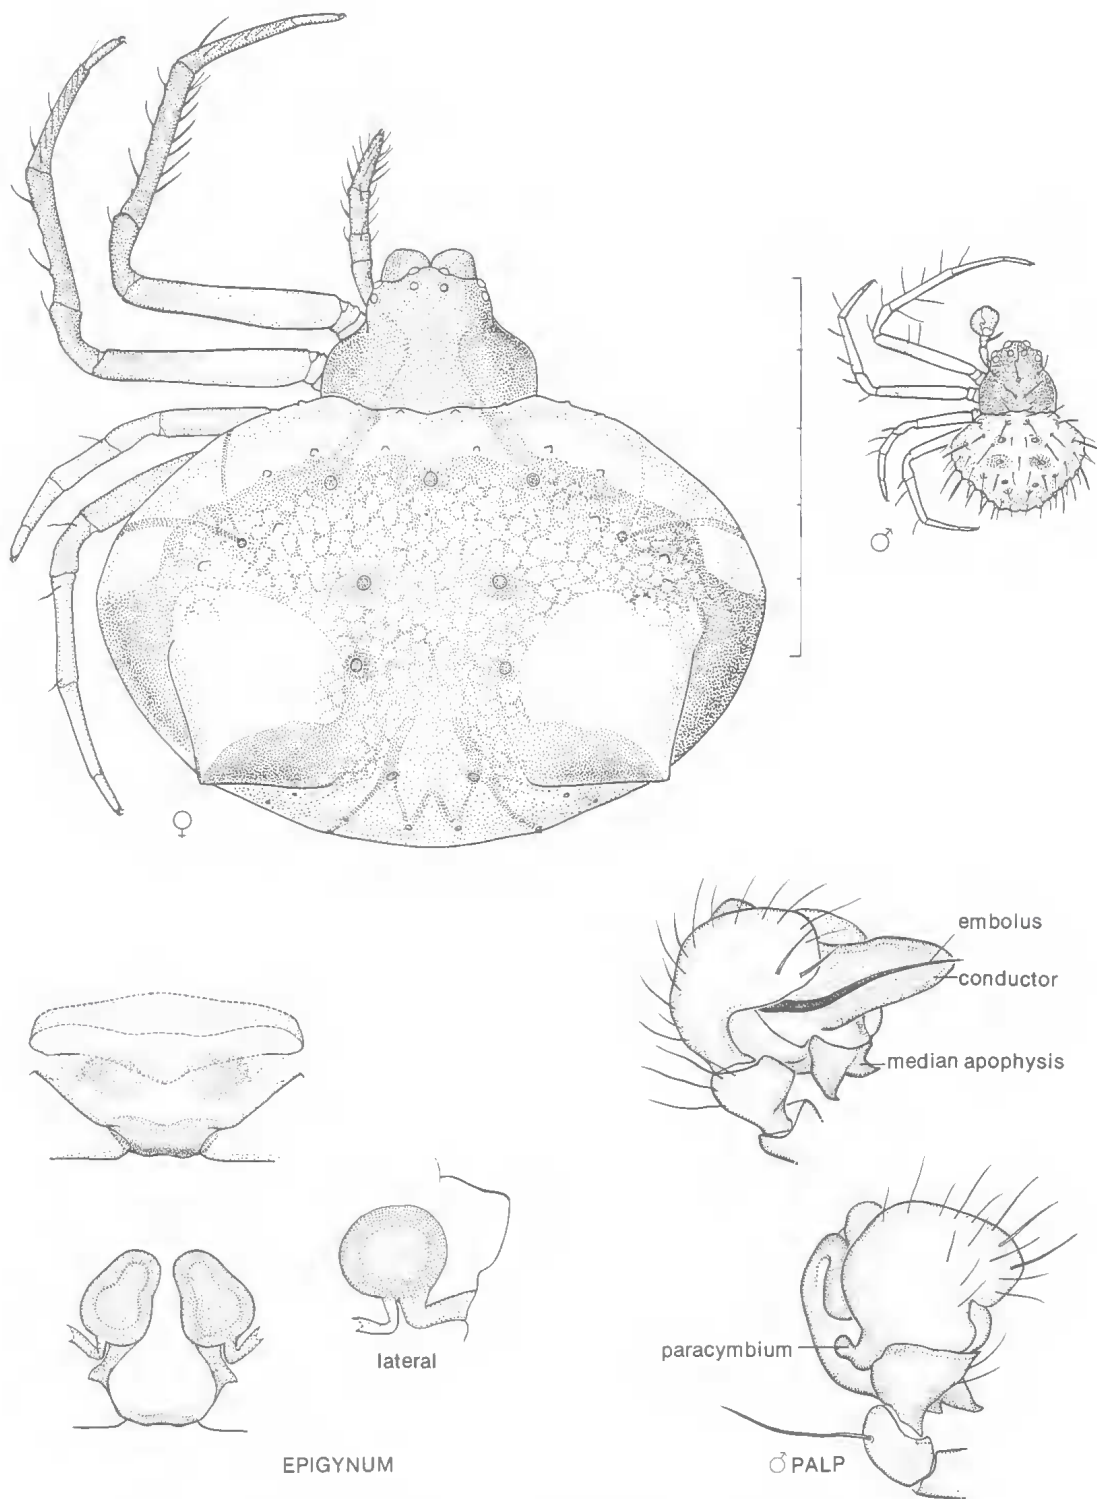 ♂
♀
embolus
conductor
median apophysis
lateral
paracymbium
EPIGYNUM
♂ PALP